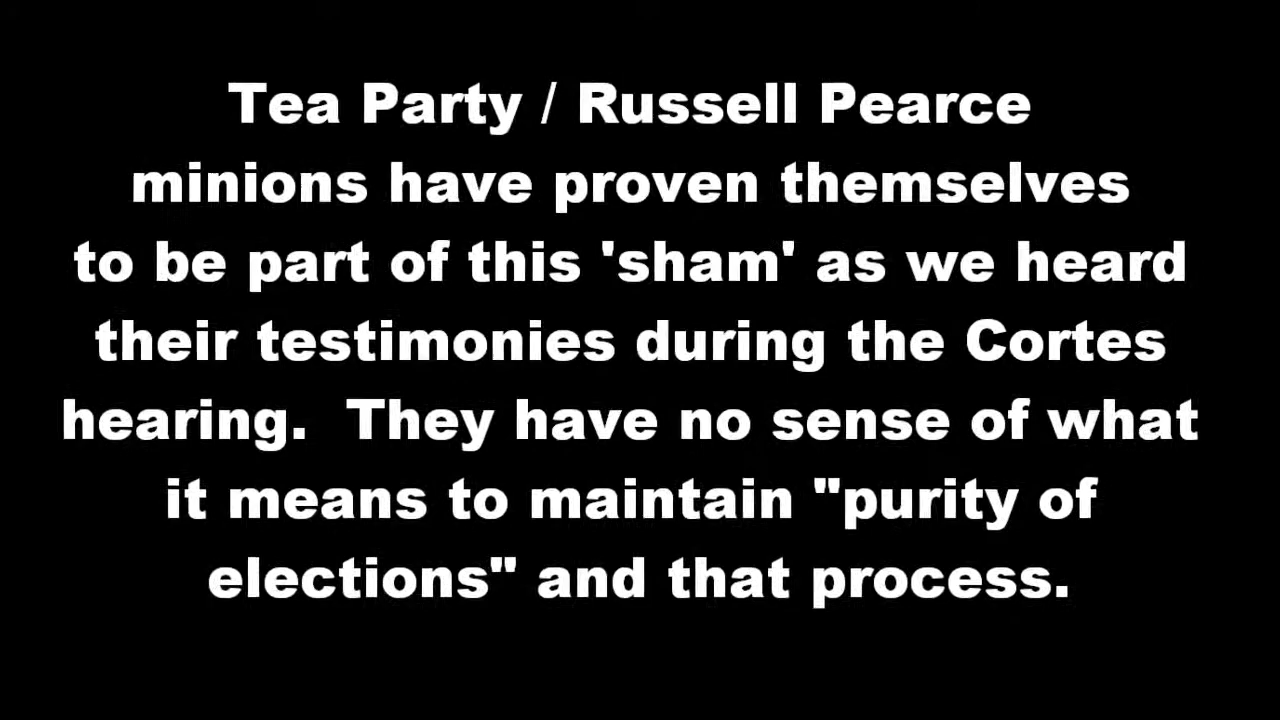 Tea Party / Russell Pearce
minions have proven themselves
to be part of this 'sham' as we heard
their testimonies during the Cortes
hearing.  They have no sense of what
it means to maintain "purity of
elections" and that process.